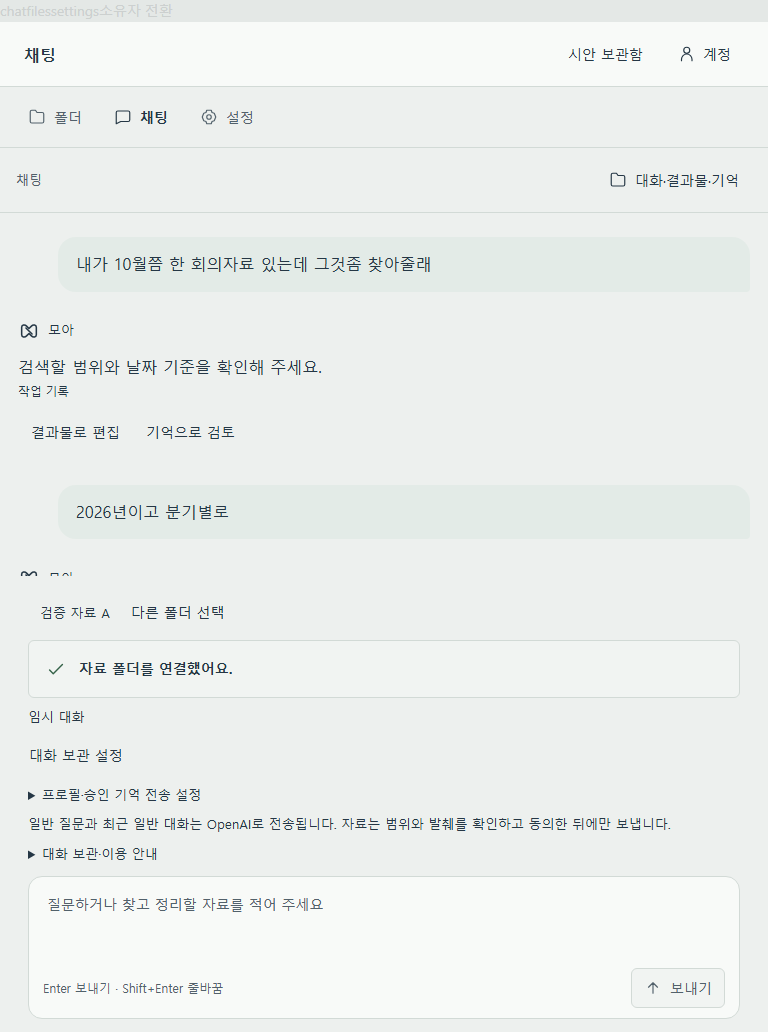 chatfilessettings소유자 전환
채팅
시안 보관함
계정
폴더
채팅
설정
채팅
대화·결과물·기억
내가 10월쯤 한 회의자료 있는데 그것좀 찾아줄래
모아
검색할 범위와 날짜 기준을 확인해 주세요.
작업 기록
결과물로 편집
기억으로 검토
2026년이고 분기별로
모아
검증 자료 A
다른 폴더 선택
자료 폴더를 연결했어요.
임시 대화
대화 보관 설정
▶ 프로필·승인 기억 전송 설정
일반 질문과 최근 일반 대화는 OpenAI로 전송됩니다. 자료는 범위와 발췌를 확인하고 동의한 뒤에만 보냅니다.
▶ 대화 보관·이용 안내
질문하거나 찾고 정리할 자료를 적어 주세요
Enter 보내기 · Shift+Enter 줄바꿈
보내기